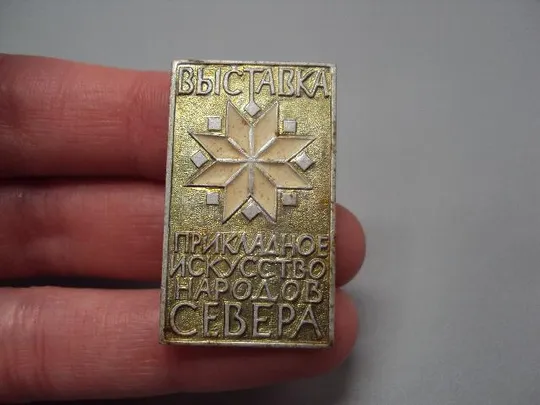 ВЫСТАВКА
ПРИКЛАДНОЕ
ИСКУССТВО
НАРОДОВ
СЕВЕРА